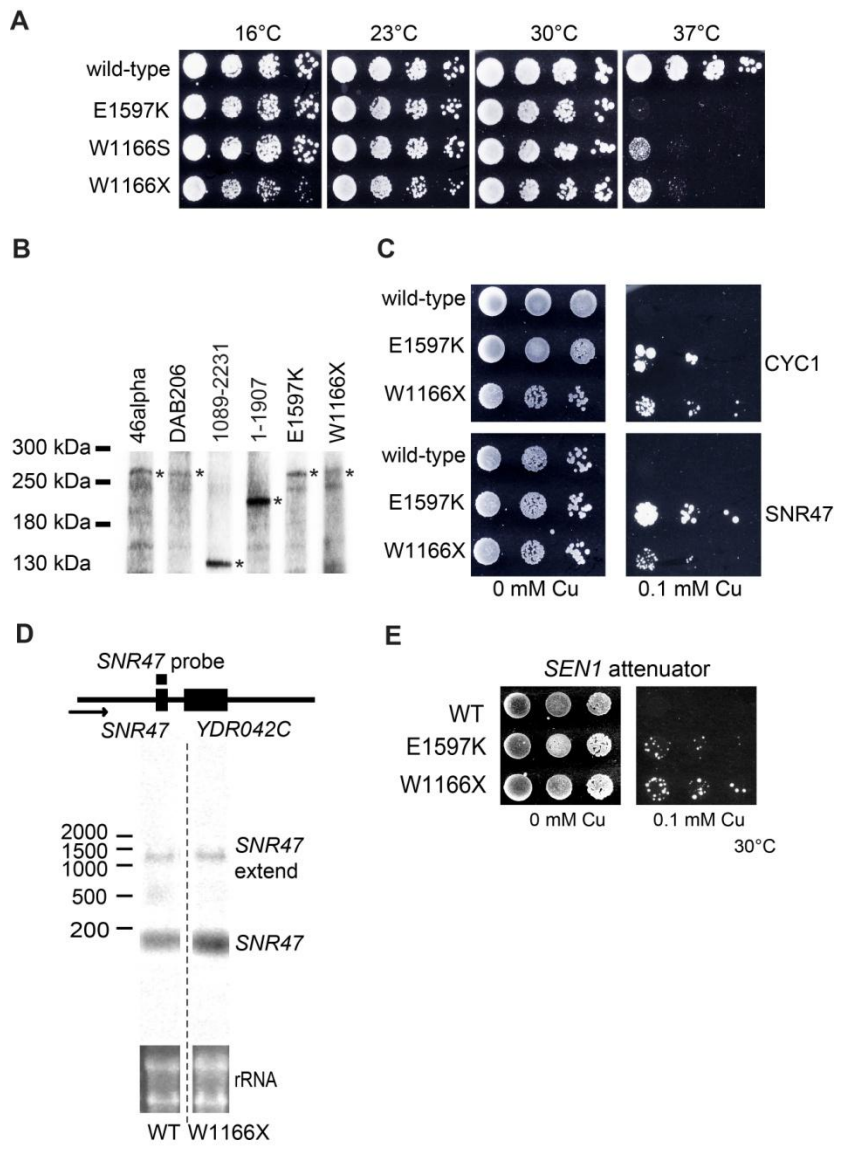 A
16°C 23°C 30°C 37°C
wild-type
E1597K
W1166S
W1166X
B
46alpha DAB206 1089-2231 1-1907 E1597K W1166X
300 kDa
250 kDa
180 kDa
130 kDa
* * * * * *
C
wild-type
E1597K
W1166X
CYC1
wild-type
E1597K
W1166X
SNR47
0 mM Cu 0.1 mM Cu
D
SNR47 probe
SNR47 YDR042C
2000
1500
1000
500
200
SNR47
extend
SNR47
rRNA
WT W1166X
E
SEN1 attenuator
WT
E1597K
W1166X
0 mM Cu 0.1 mM Cu
30°C